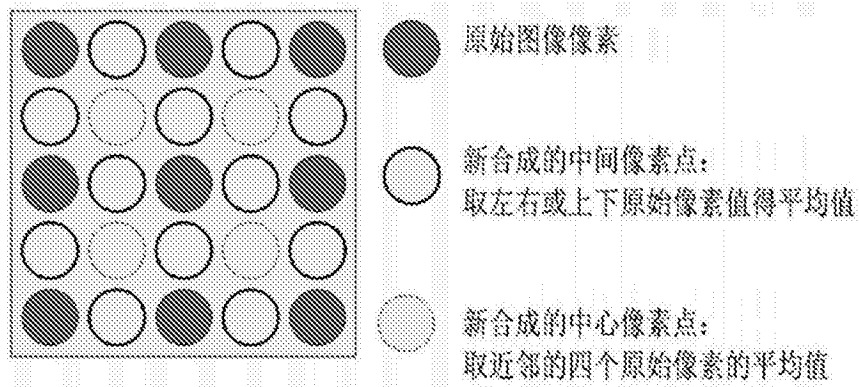 原始图像像素
新合成的中间像素点：
取左右或上下原始像素值得平均值
新合成的中心像素点：
取近邻的四个原始像素的平均值